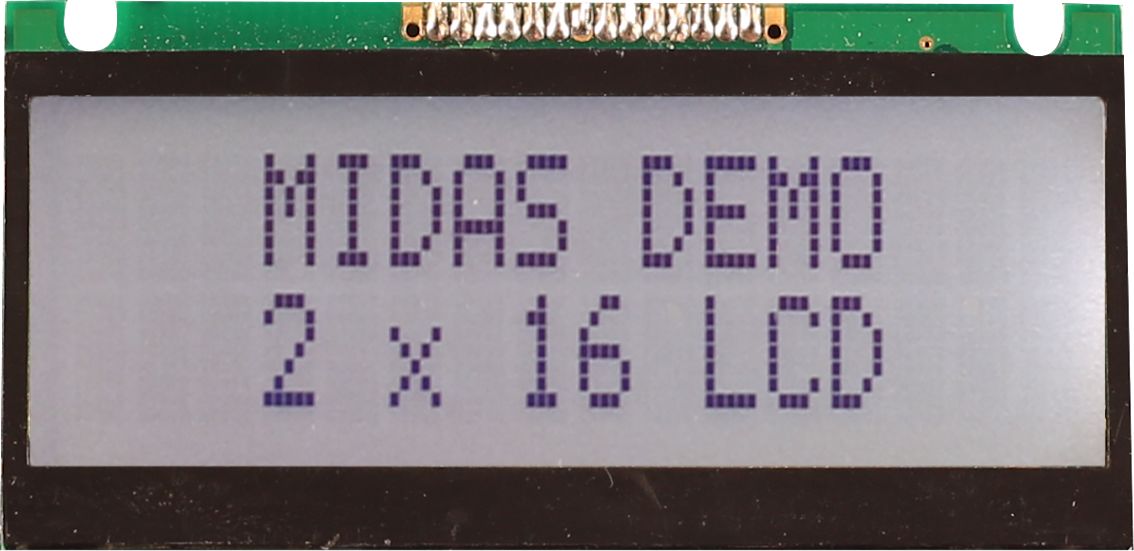 MIDAS DEMO
2 x 16 LCD